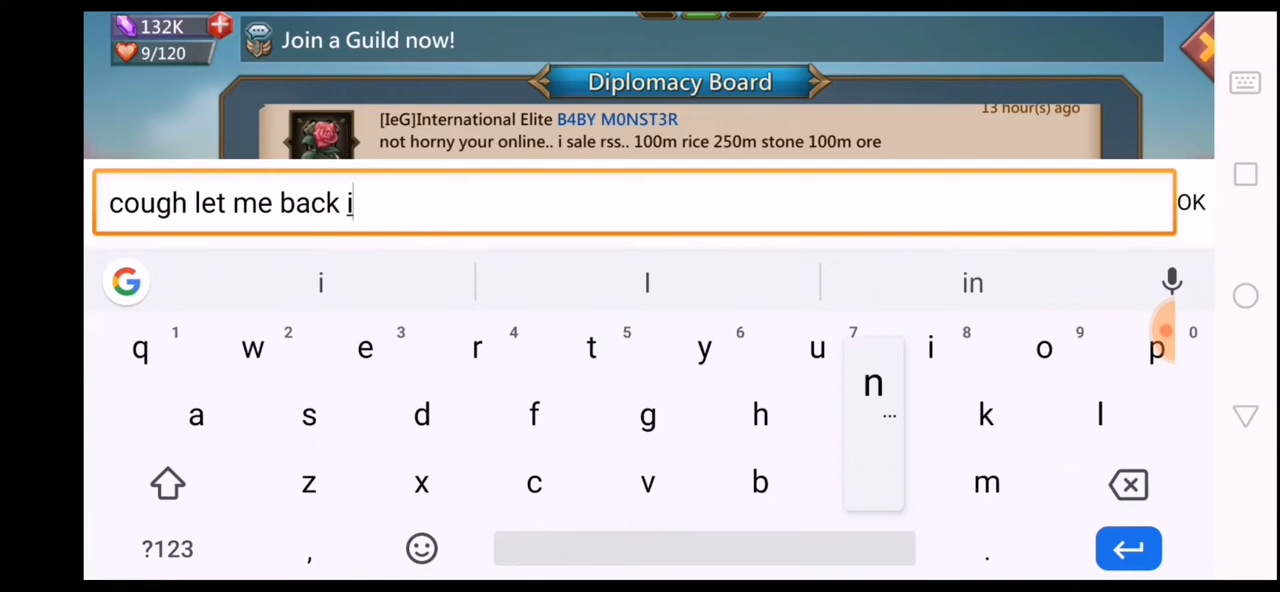 132K
Join a Guild now!
9/120
Diplomacy Board
13 hour(s) ago
[IeG]International Elite B4BY M0NST3R
not horny your online.. i sale rss.. 100m rice 250m stone 100m ore
cough let me back i
OK
i I in
1 2 3 4 5 6 7 8 9 0
q w e r t y u i o p
n
...
a s d f g h k l
z x c v b m
?123 , .